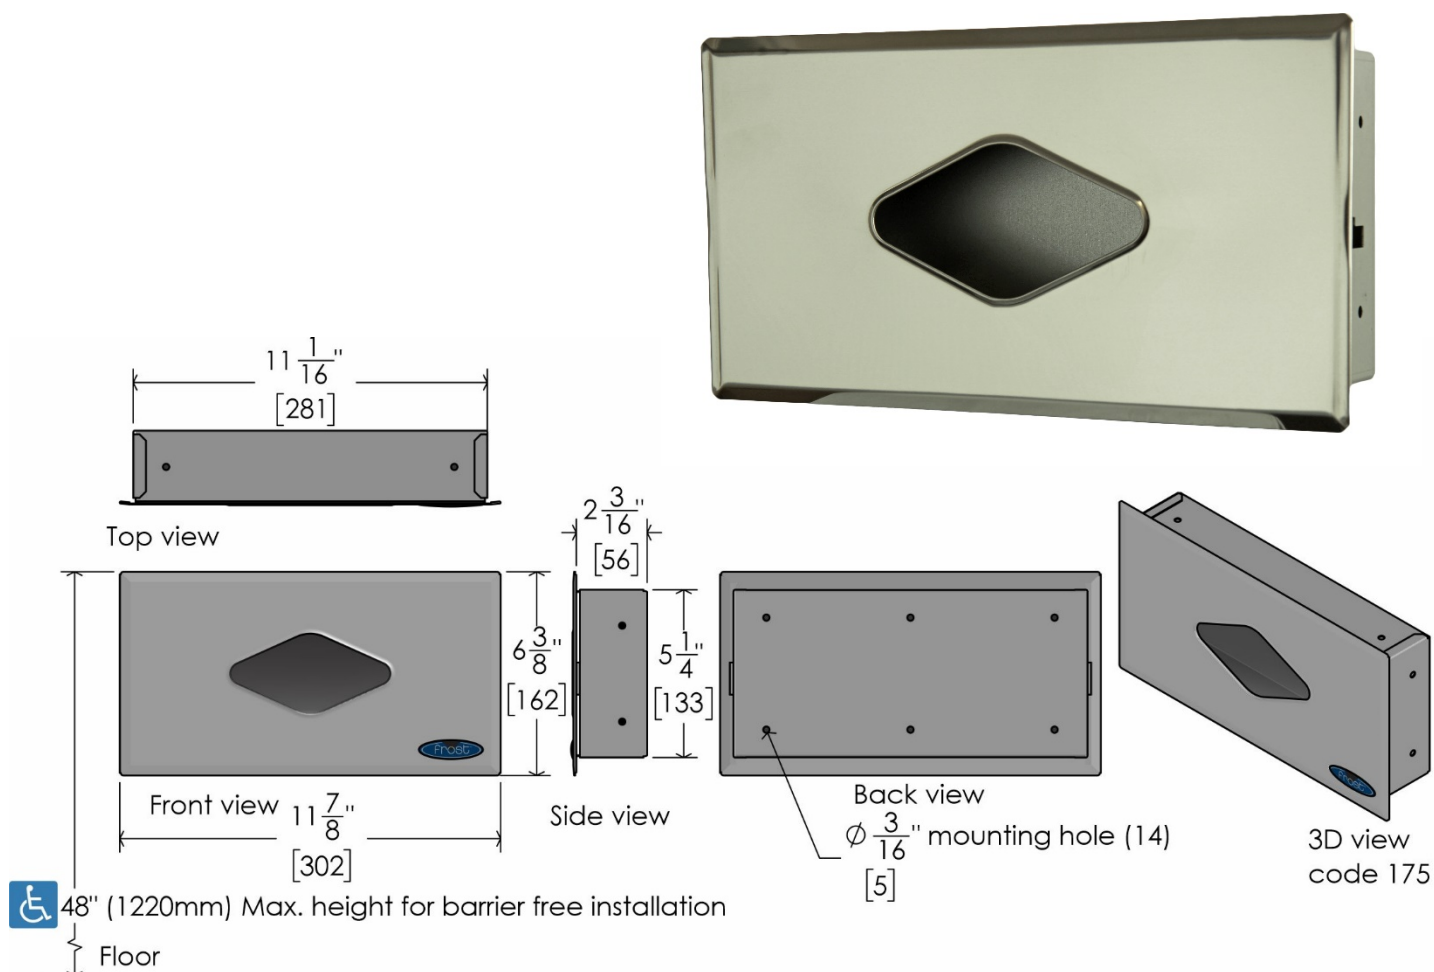 11 1/16"
[281]
Top view
2 3/16"
[56]
6 3/8"
[162]
5 1/4"
[133]
Frost
Frost
Front view
11 7/8"
[302]
Side view
Back view
Ø 3/16" mounting hole (14)
[5]
3D view
code 175
48" (1220mm) Max. height for barrier free installation
Floor